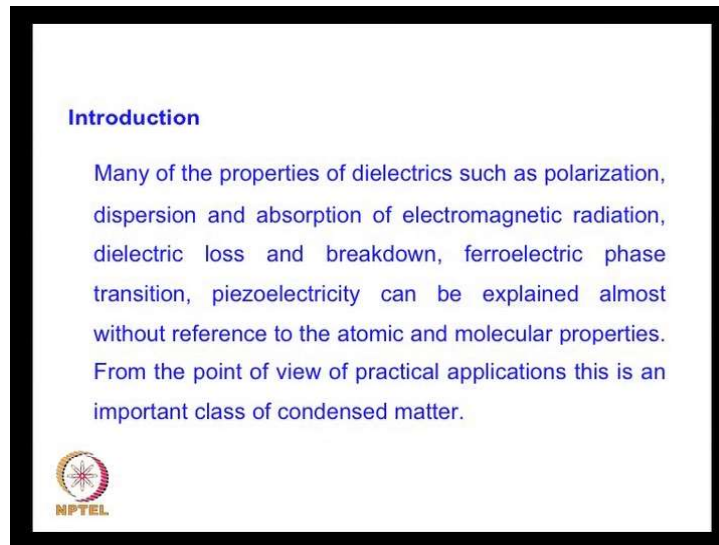 Introduction
Many of the properties of dielectrics such as polarization,
dispersion and absorption of electromagnetic radiation,
dielectric loss and breakdown, ferroelectric phase
transition, piezoelectricity can be explained almost
without reference to the atomic and molecular properties.
From the point of view of practical applications this is an
important class of condensed matter.
NPTEL